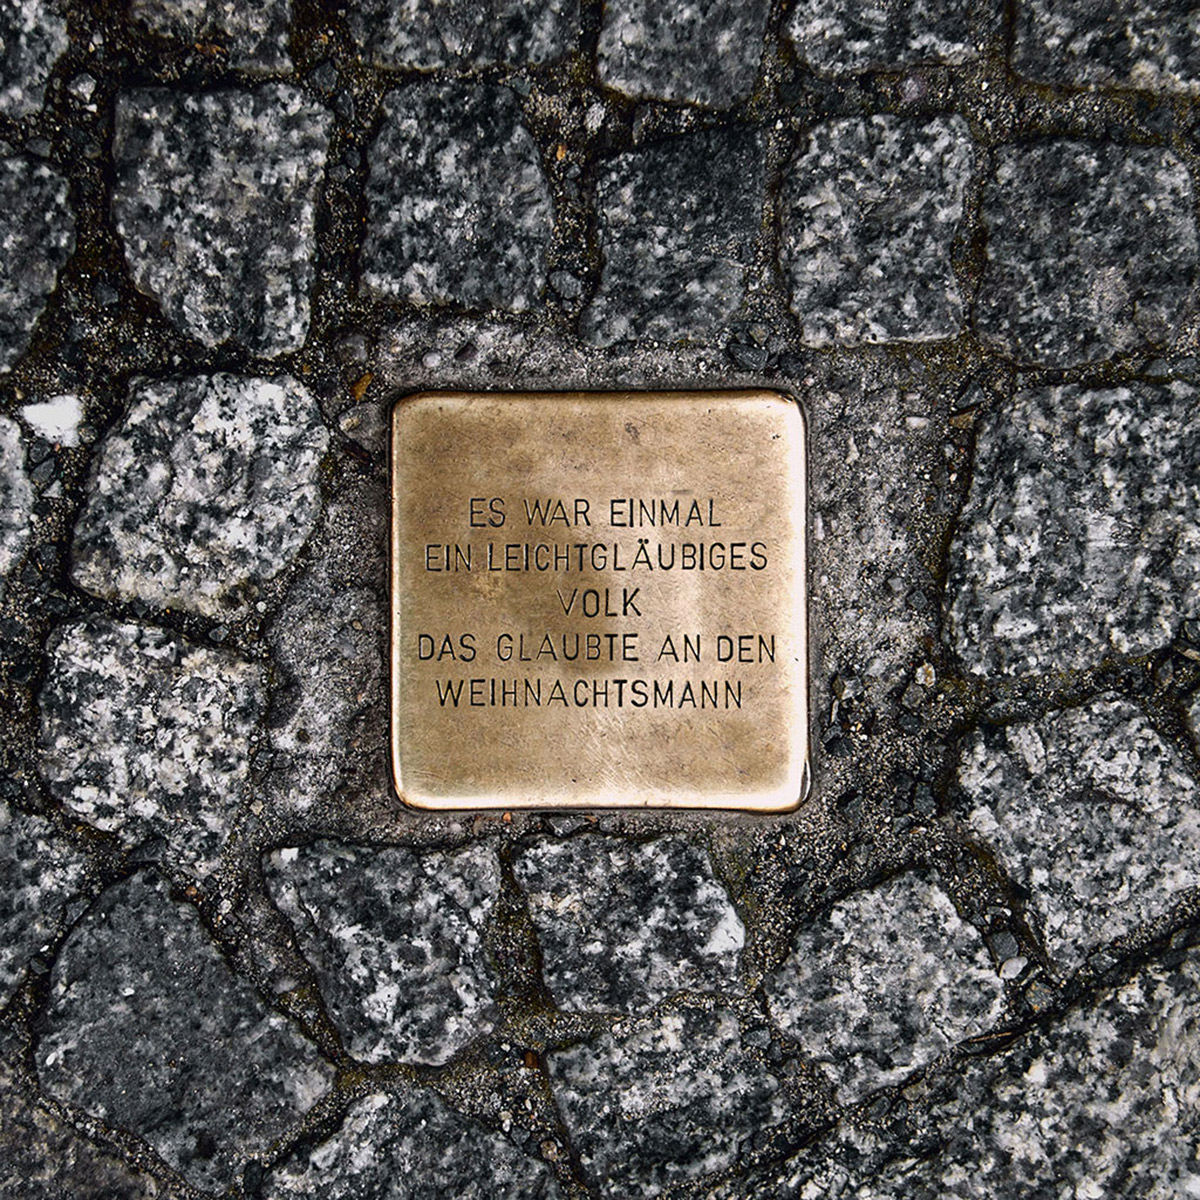 ES WAR EINMAL
EIN LEICHTGLÄUBIGES
VOLK
DAS GLAUBTE AN DEN
WEIHNACHTSMANN